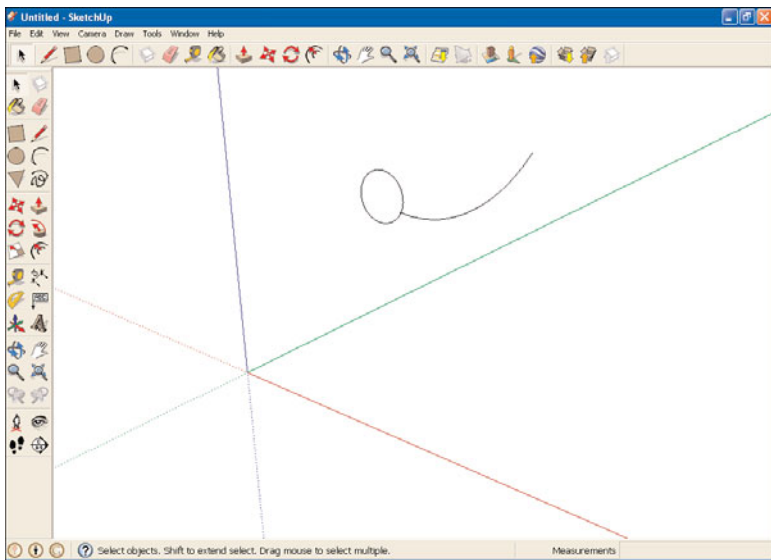 Untitled - SketchUp
File Edit View Camera Draw Tools Window Help
Select objects. Shift to extend select. Drag mouse to select multiple. Measurements